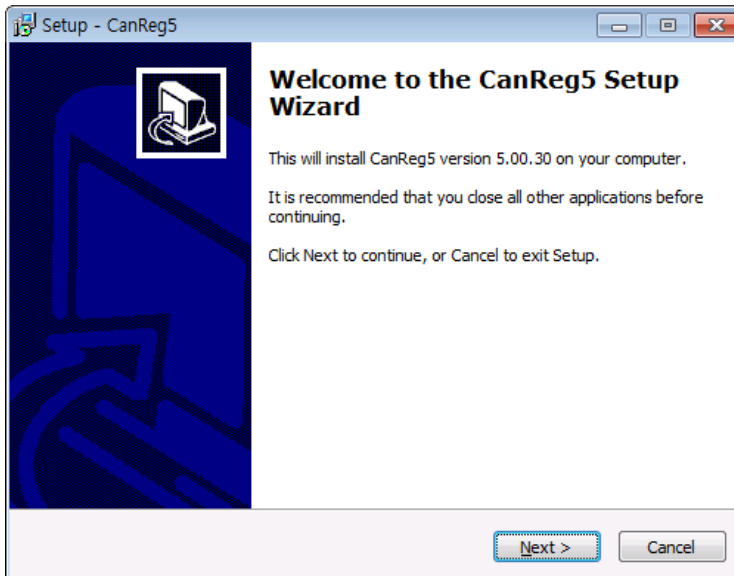 Setup - CanReg5
Welcome to the CanReg5 Setup
Wizard
This will install CanReg5 version 5.00.30 on your computer.
It is recommended that you close all other applications before
continuing.
Click Next to continue, or Cancel to exit Setup.
Next >
Cancel